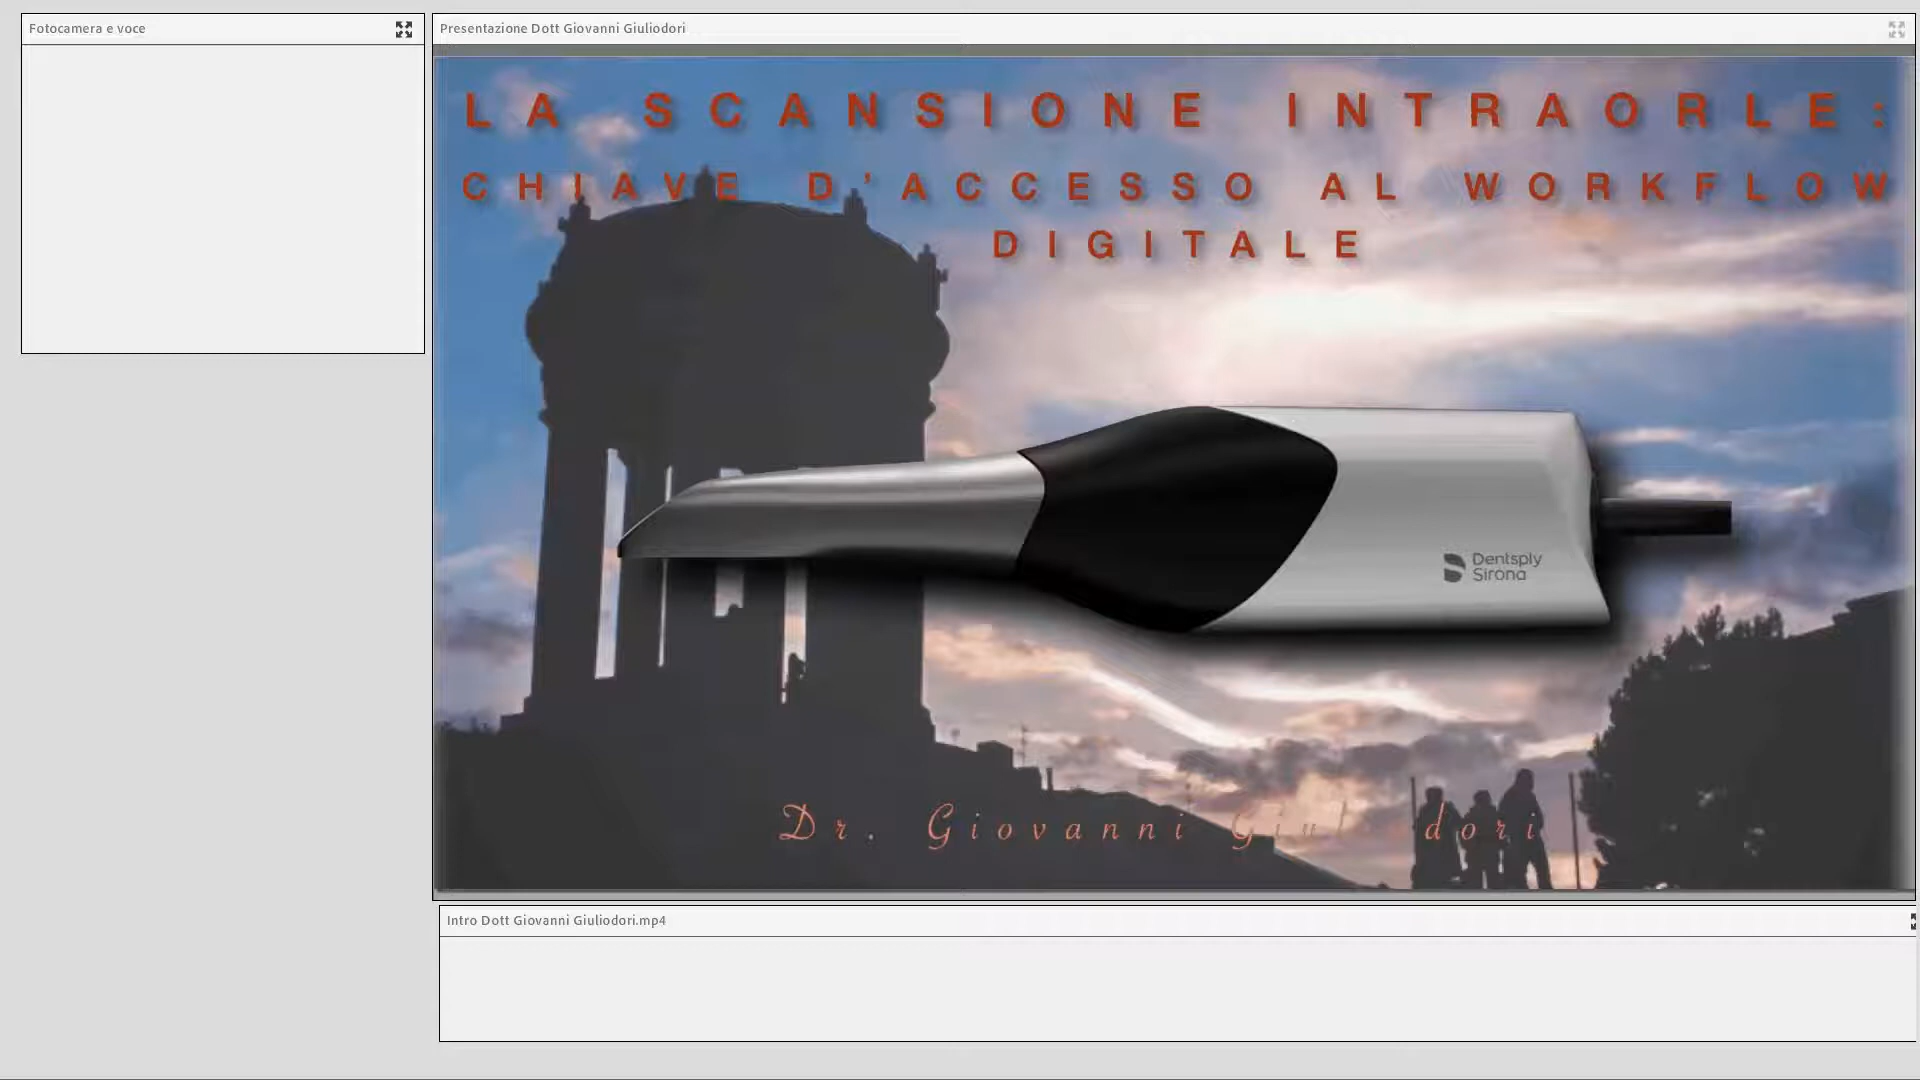 Fotocamera e voce
Presentazione Dott Giovanni Giuliodori
LA SCANSIONE INTRAORLE:
CHIAVE D'ACCESSO AL WORKFLOW
DIGITALE
Dentsply
Sirona
Dr. Giovanni Giuliodori
Intro Dott Giovanni Giuliodori.mp4